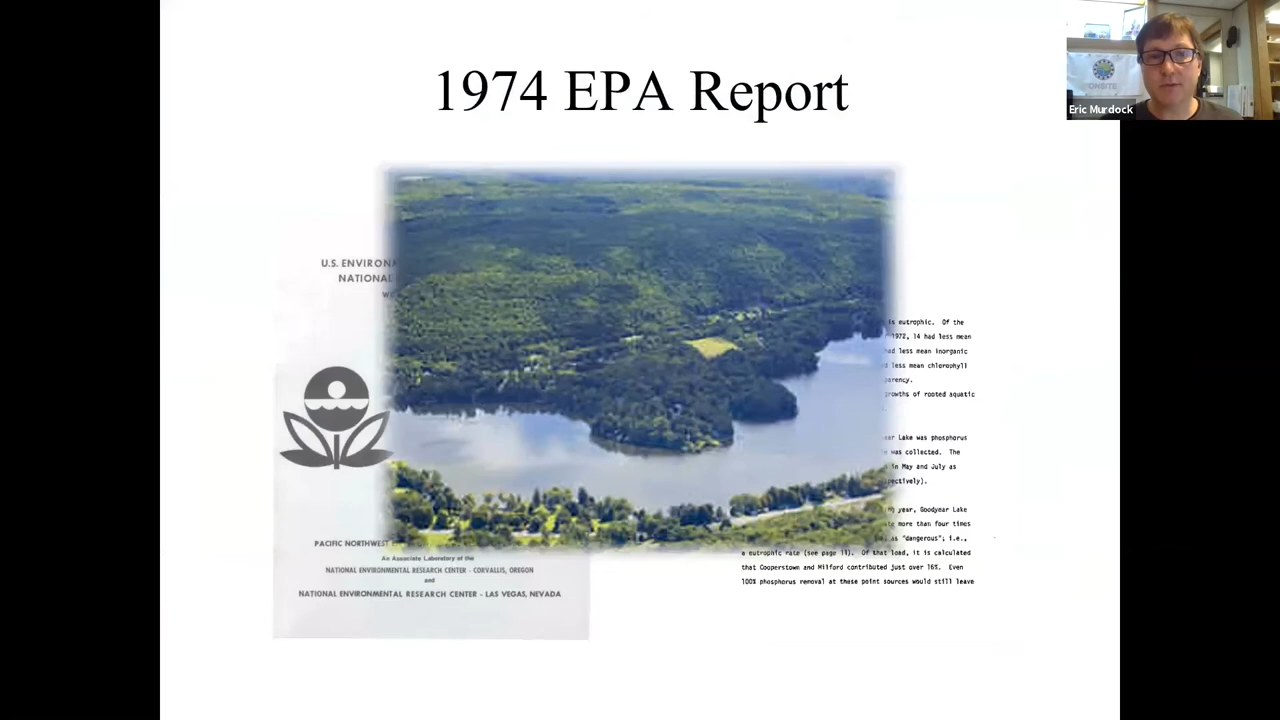 1974 EPA Report
ONSITE
Eric Murdock
U.S. ENVIRON
NATIONAL
PACIFIC NORTHWEST
An Associate Laboratory of the
NATIONAL ENVIRONMENTAL RESEARCH CENTER - CORVALLIS, OREGON
and
NATIONAL ENVIRONMENTAL RESEARCH CENTER - LAS VEGAS, NEVADA
is eutrophic. Of the
1972, 14 had less mean
had less mean inorganic
less mean chlorophyll
growths of rooted aquatic
Lake was phosphorus
was collected. The
in May and July as
year, Goodyear Lake
more than four times
as "dangerous"; i.e.,
a eutrophic rate (see page 11). Of that load, it is calculated
that Cooperstown and Milford contributed just over 16%. Even
100% phosphorus removal at these point sources would still leave